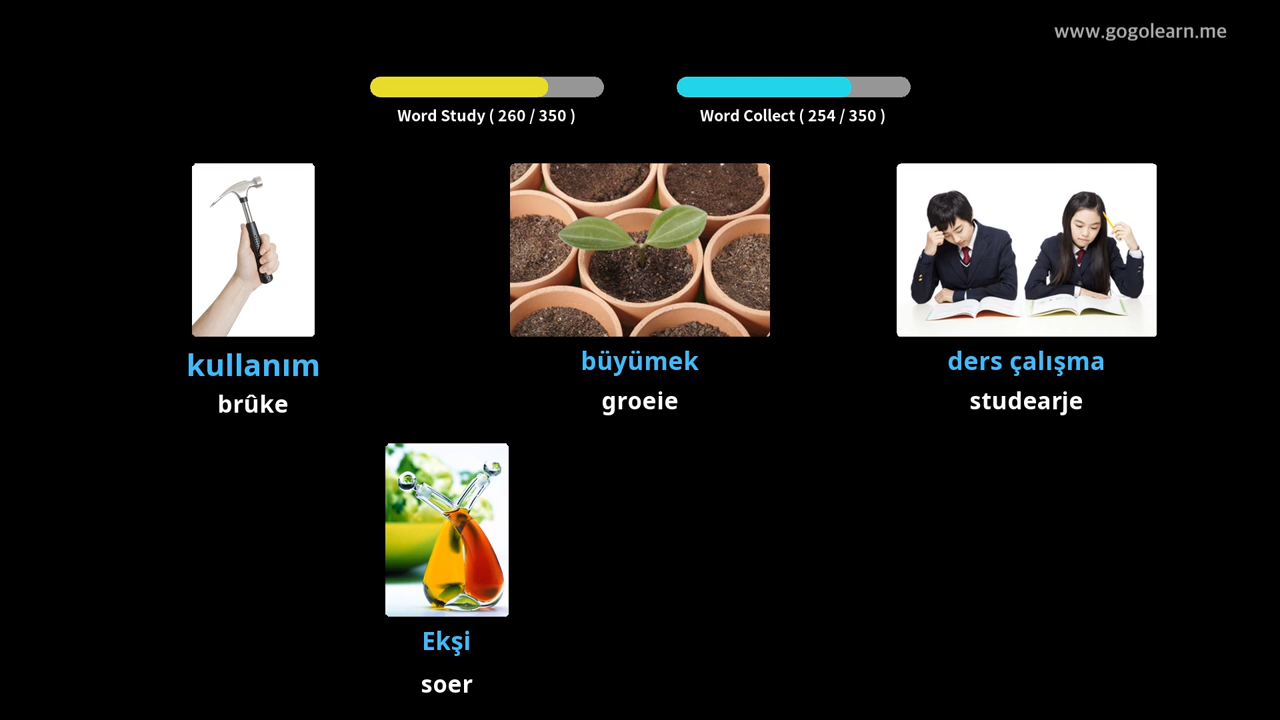 www.gogolearn.me
Word Study ( 260 / 350 )
Word Collect ( 254 / 350 )
kullanım
brûke
büyümek
groeie
ders çalışma
studearje
Ekşi
soer